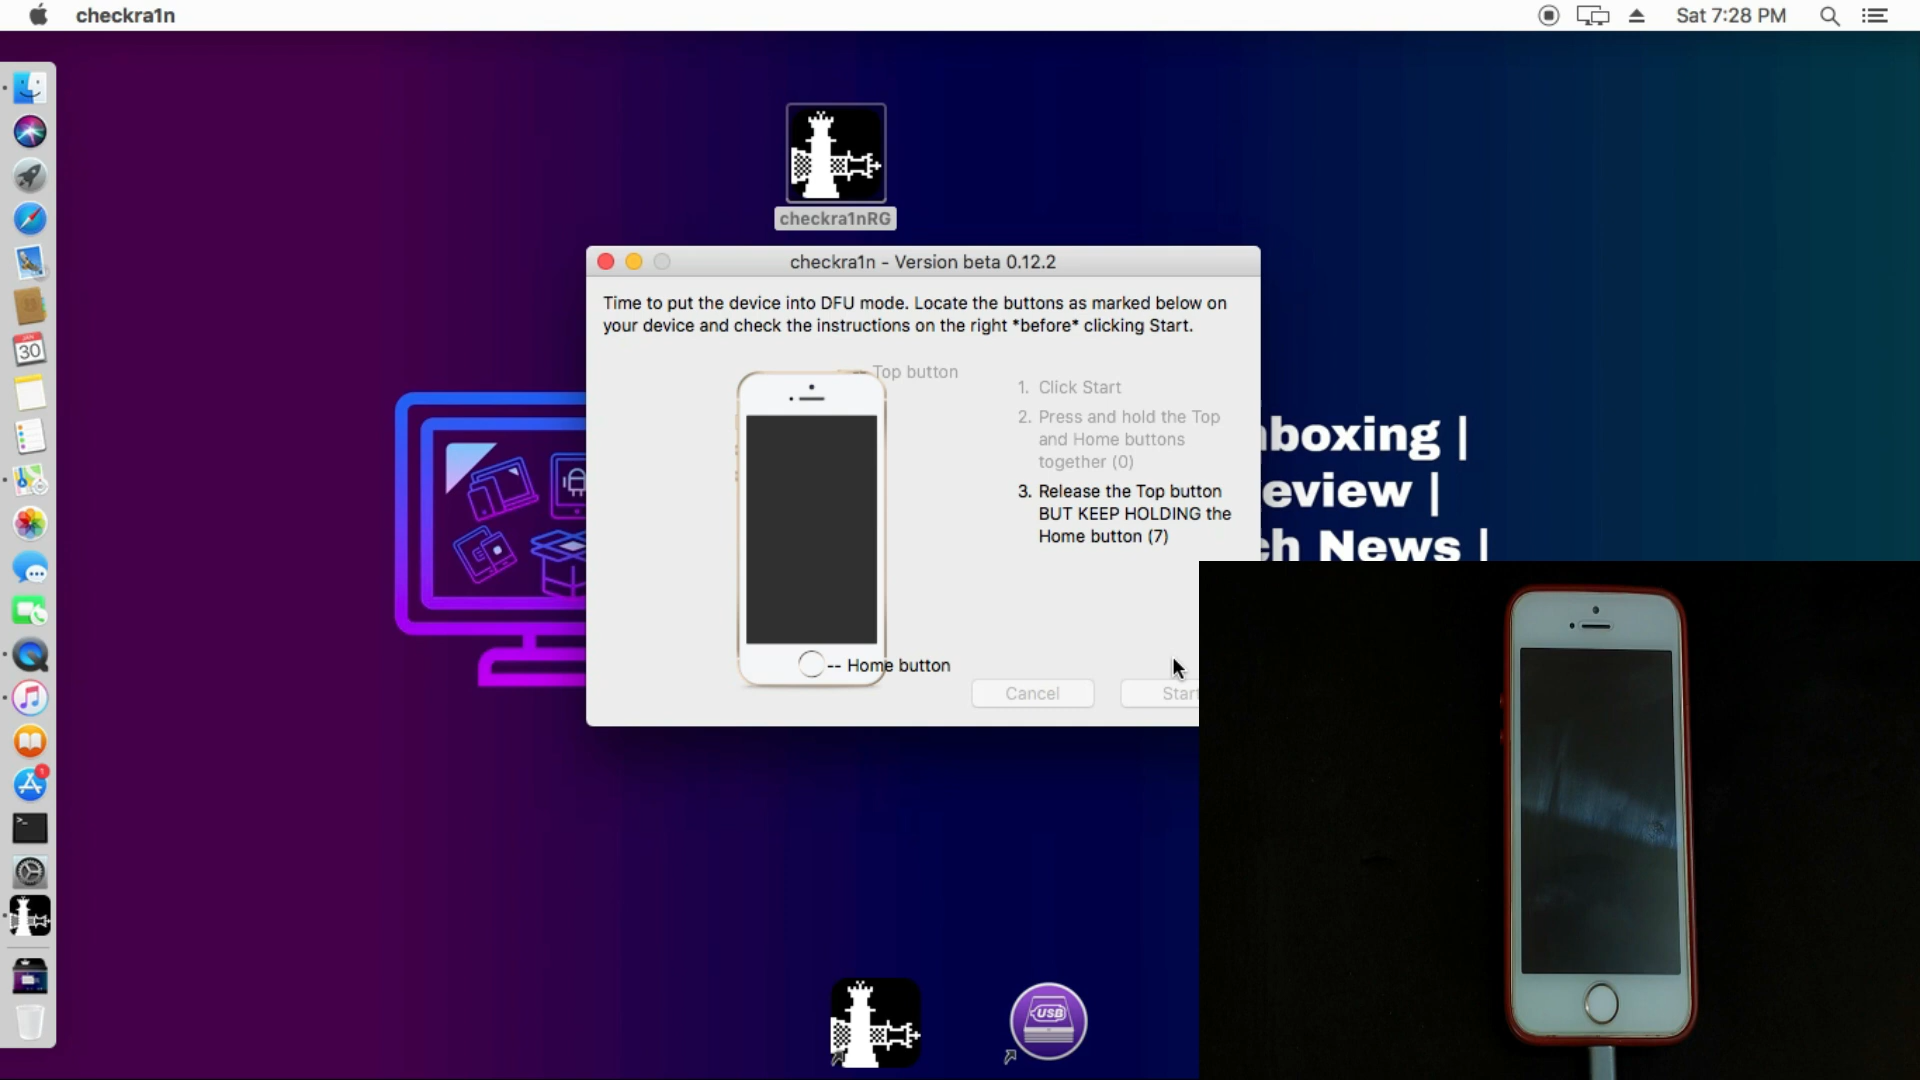 checkra1n
Sat 7:28 PM
checkra1nRG
checkra1n - Version beta 0.12.2
Time to put the device into DFU mode. Locate the buttons as marked below on
your device and check the instructions on the right *before* clicking Start.
Top button
1. Click Start
2. Press and hold the Top
and Home buttons
together (0)
3. Release the Top button
BUT KEEP HOLDING the
Home button (7)
-- Home button
Cancel
Start
boxing |
eview |
ch News |
JAN
30
1
USB